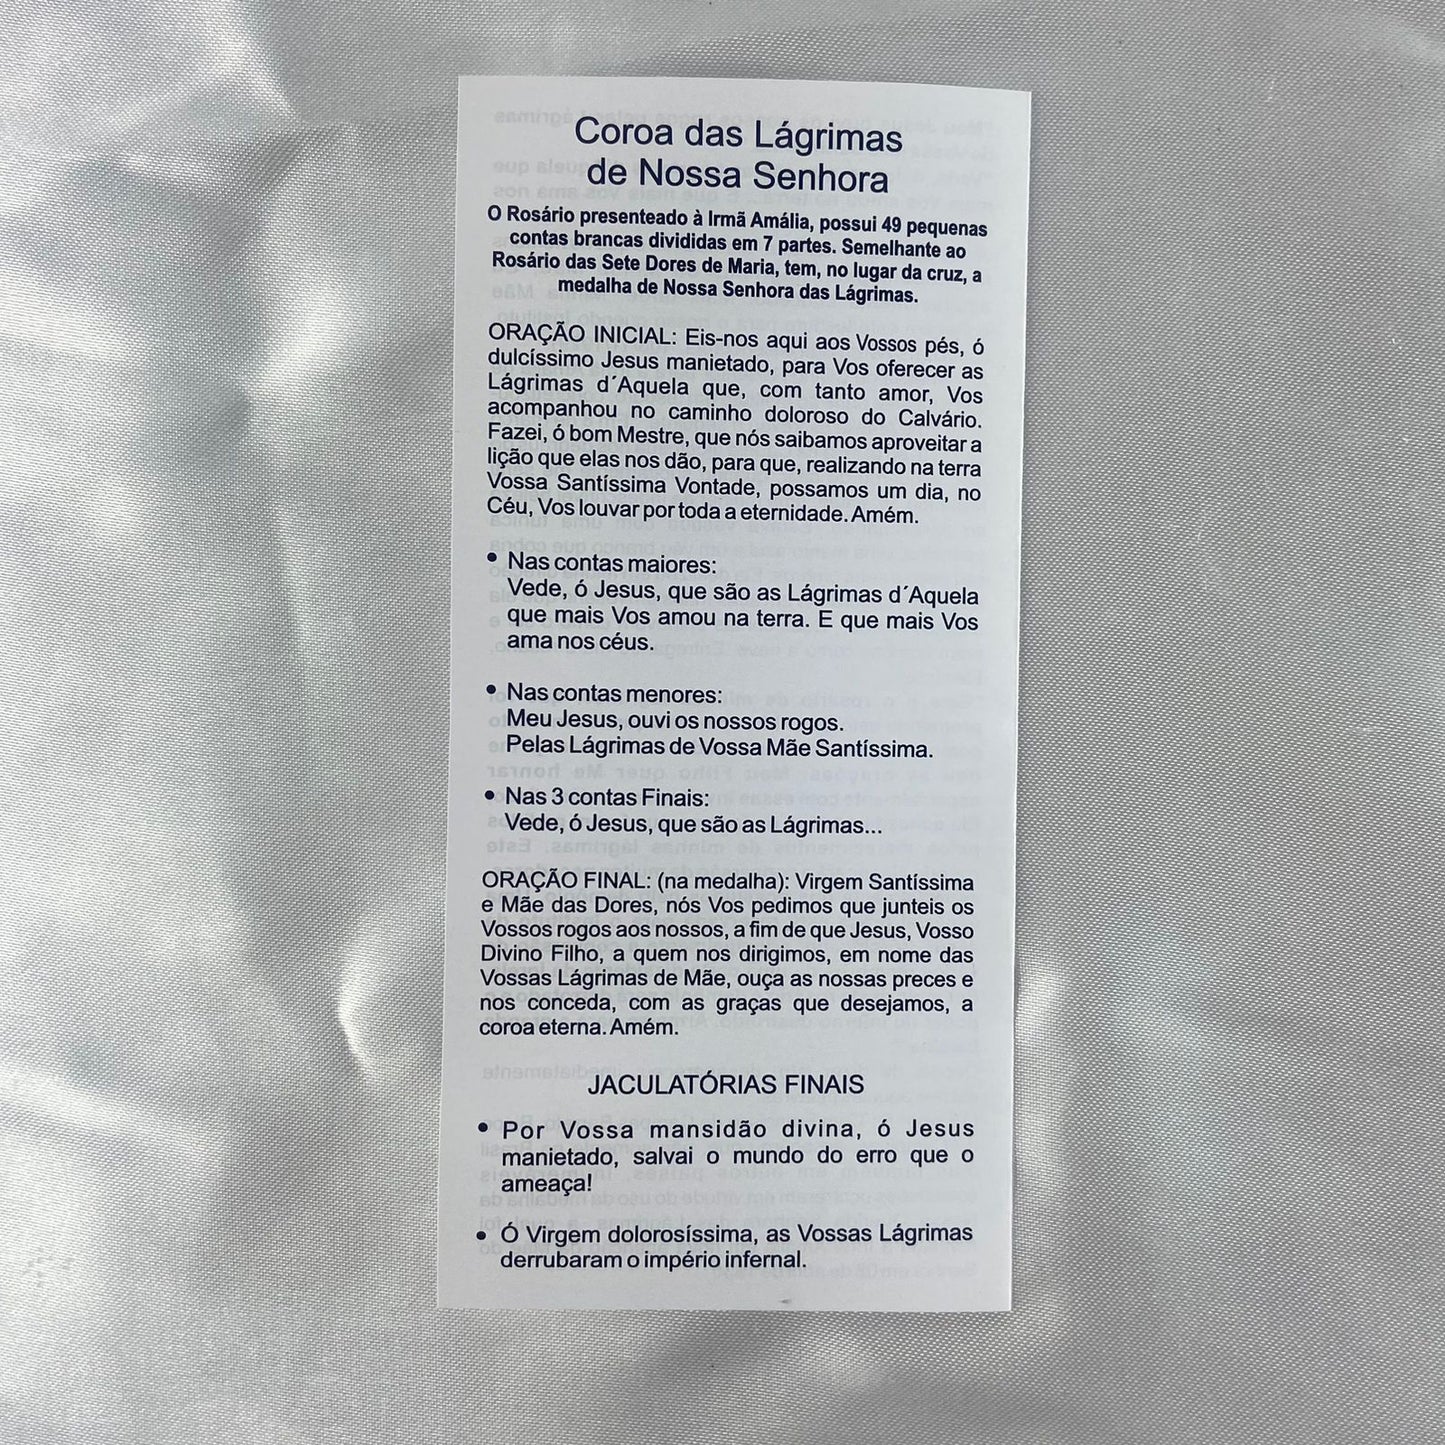 Coroa das Lágrimas
de Nossa Senhora
O Rosário presenteado à Irmã Amália, possui 49 pequenas
contas brancas divididas em 7 partes. Semelhante ao
Rosário das Sete Dores de Maria, tem, no lugar da cruz, a
medalha de Nossa Senhora das Lágrimas.
ORAÇÃO INICIAL: Eis-nos aqui aos Vossos pés, ó
dulcíssimo Jesus manietado, para Vos oferecer as
Lágrimas d´Aquela que, com tanto amor, Vos
acompanhou no caminho doloroso do Calvário.
Fazei, ó bom Mestre, que nós saibamos aproveitar a
lição que elas nos dão, para que, realizando na terra
Vossa Santíssima Vontade, possamos um dia, no
Céu, Vos louvar por toda a eternidade. Amém.
• Nas contas maiores:
Vede, ó Jesus, que são as Lágrimas d´Aquela
que mais Vos amou na terra. E que mais Vos
ama nos céus.
• Nas contas menores:
Meu Jesus, ouvi os nossos rogos.
Pelas Lágrimas de Vossa Mãe Santíssima.
• Nas 3 contas Finais:
Vede, ó Jesus, que são as Lágrimas...
ORAÇÃO FINAL: (na medalha): Virgem Santíssima
e Mãe das Dores, nós Vos pedimos que junteis os
Vossos rogos aos nossos, a fim de que Jesus, Vosso
Divino Filho, a quem nos dirigimos, em nome das
Vossas Lágrimas de Mãe, ouça as nossas preces e
nos conceda, com as graças que desejamos, a
coroa eterna. Amém.
JACULATÓRIAS FINAIS
• Por Vossa mansidão divina, ó Jesus
manietado, salvai o mundo do erro que o
ameaça!
• Ó Virgem dolorosíssima, as Vossas Lágrimas
derrubaram o império infernal.